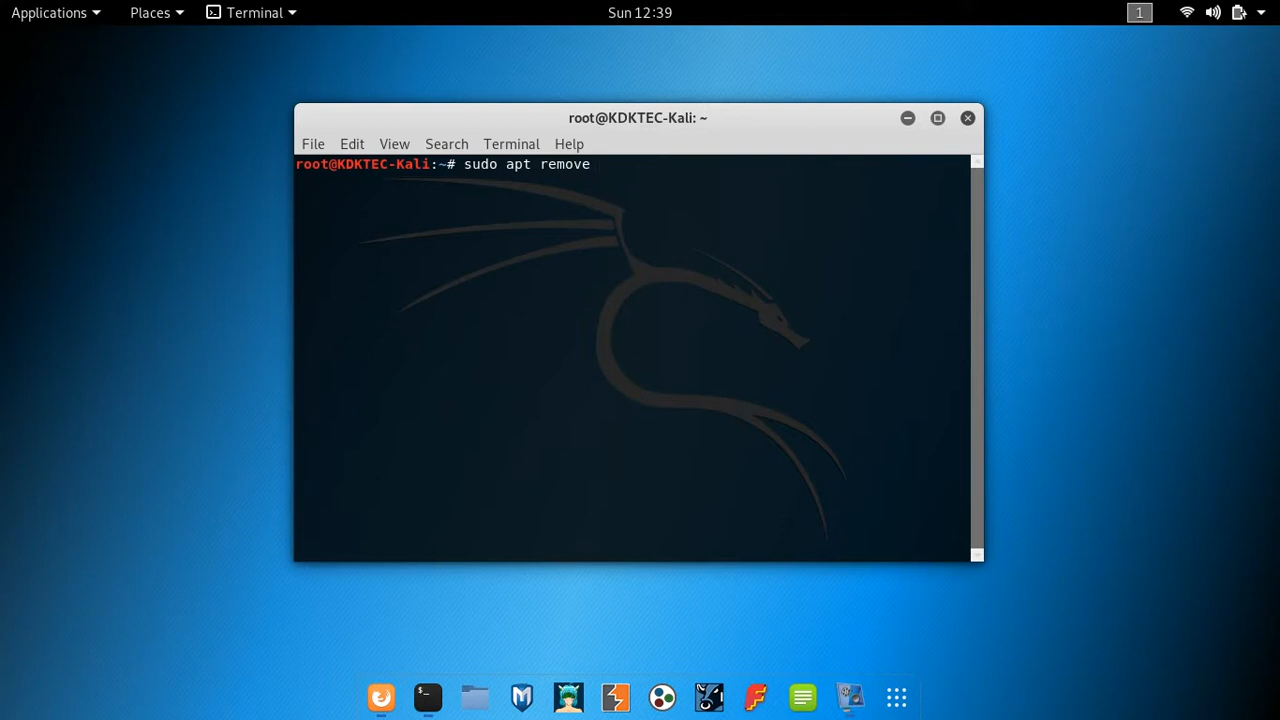 Applications Places Terminal Sun 12:39 1
root@KDKTEC-Kali: ~
File Edit View Search Terminal Help
root@KDKTEC-Kali:~# sudo apt remove
$_